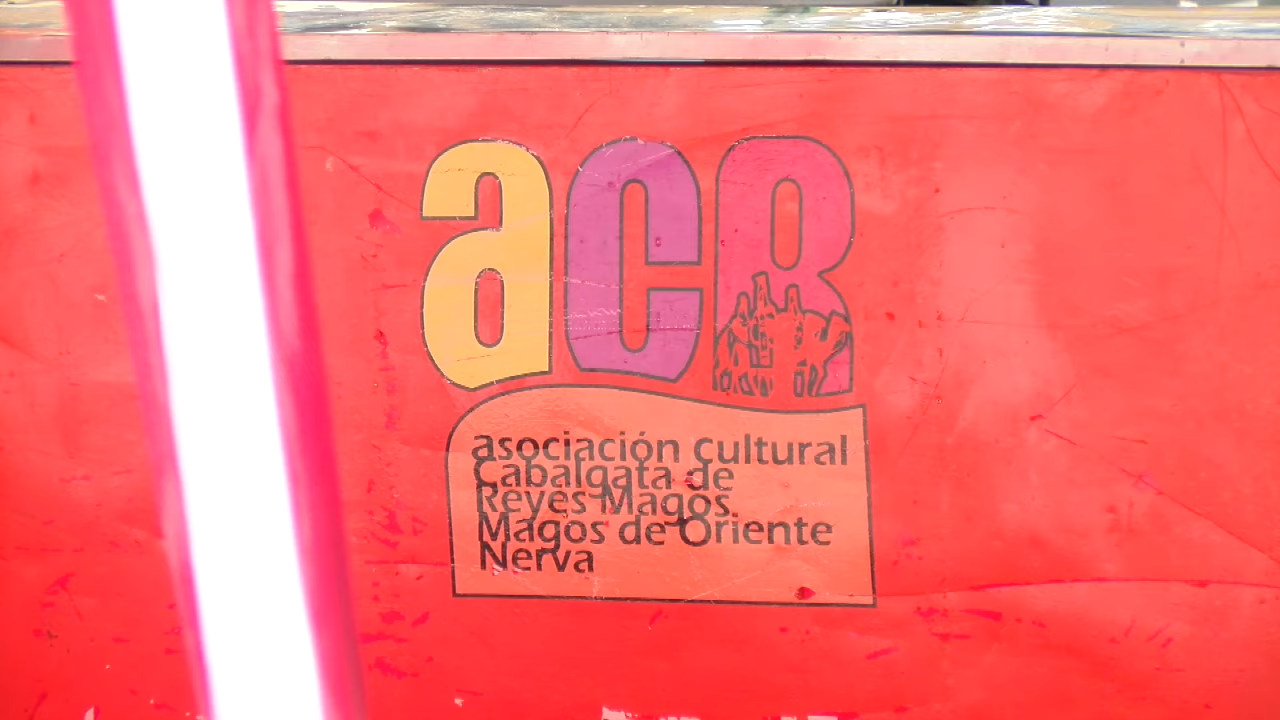 acR
asociación cultural
Cabalgata de
Reyes Magos
Magos de Oriente
Nerva